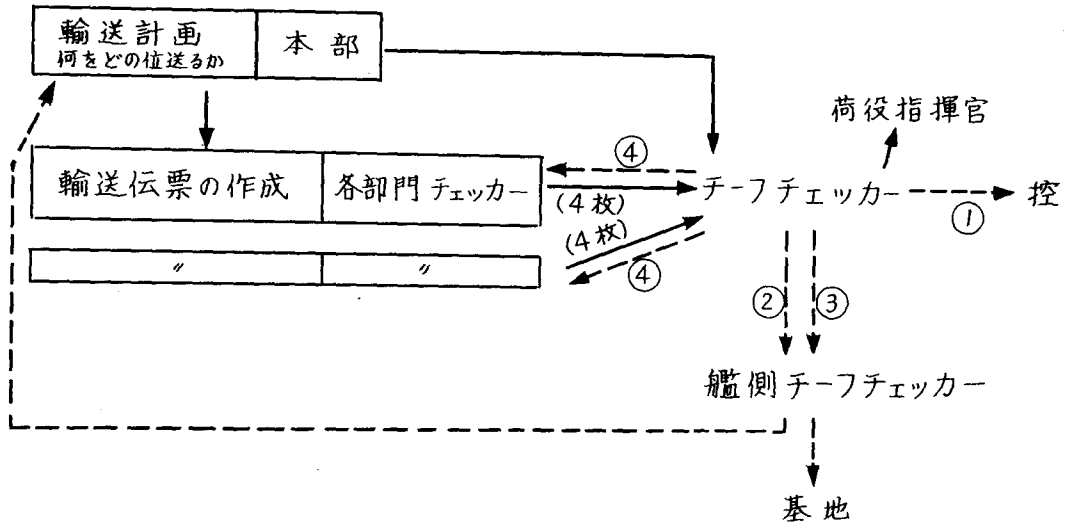 輸送計画
何をどの位送るか
本部
荷役指揮官
輸送伝票の作成
各部門チェッカー
④
(4枚)
チーフチェッカー
①
控
(4枚)
〃
〃
④
②
③
艦側チーフチェッカー
基地